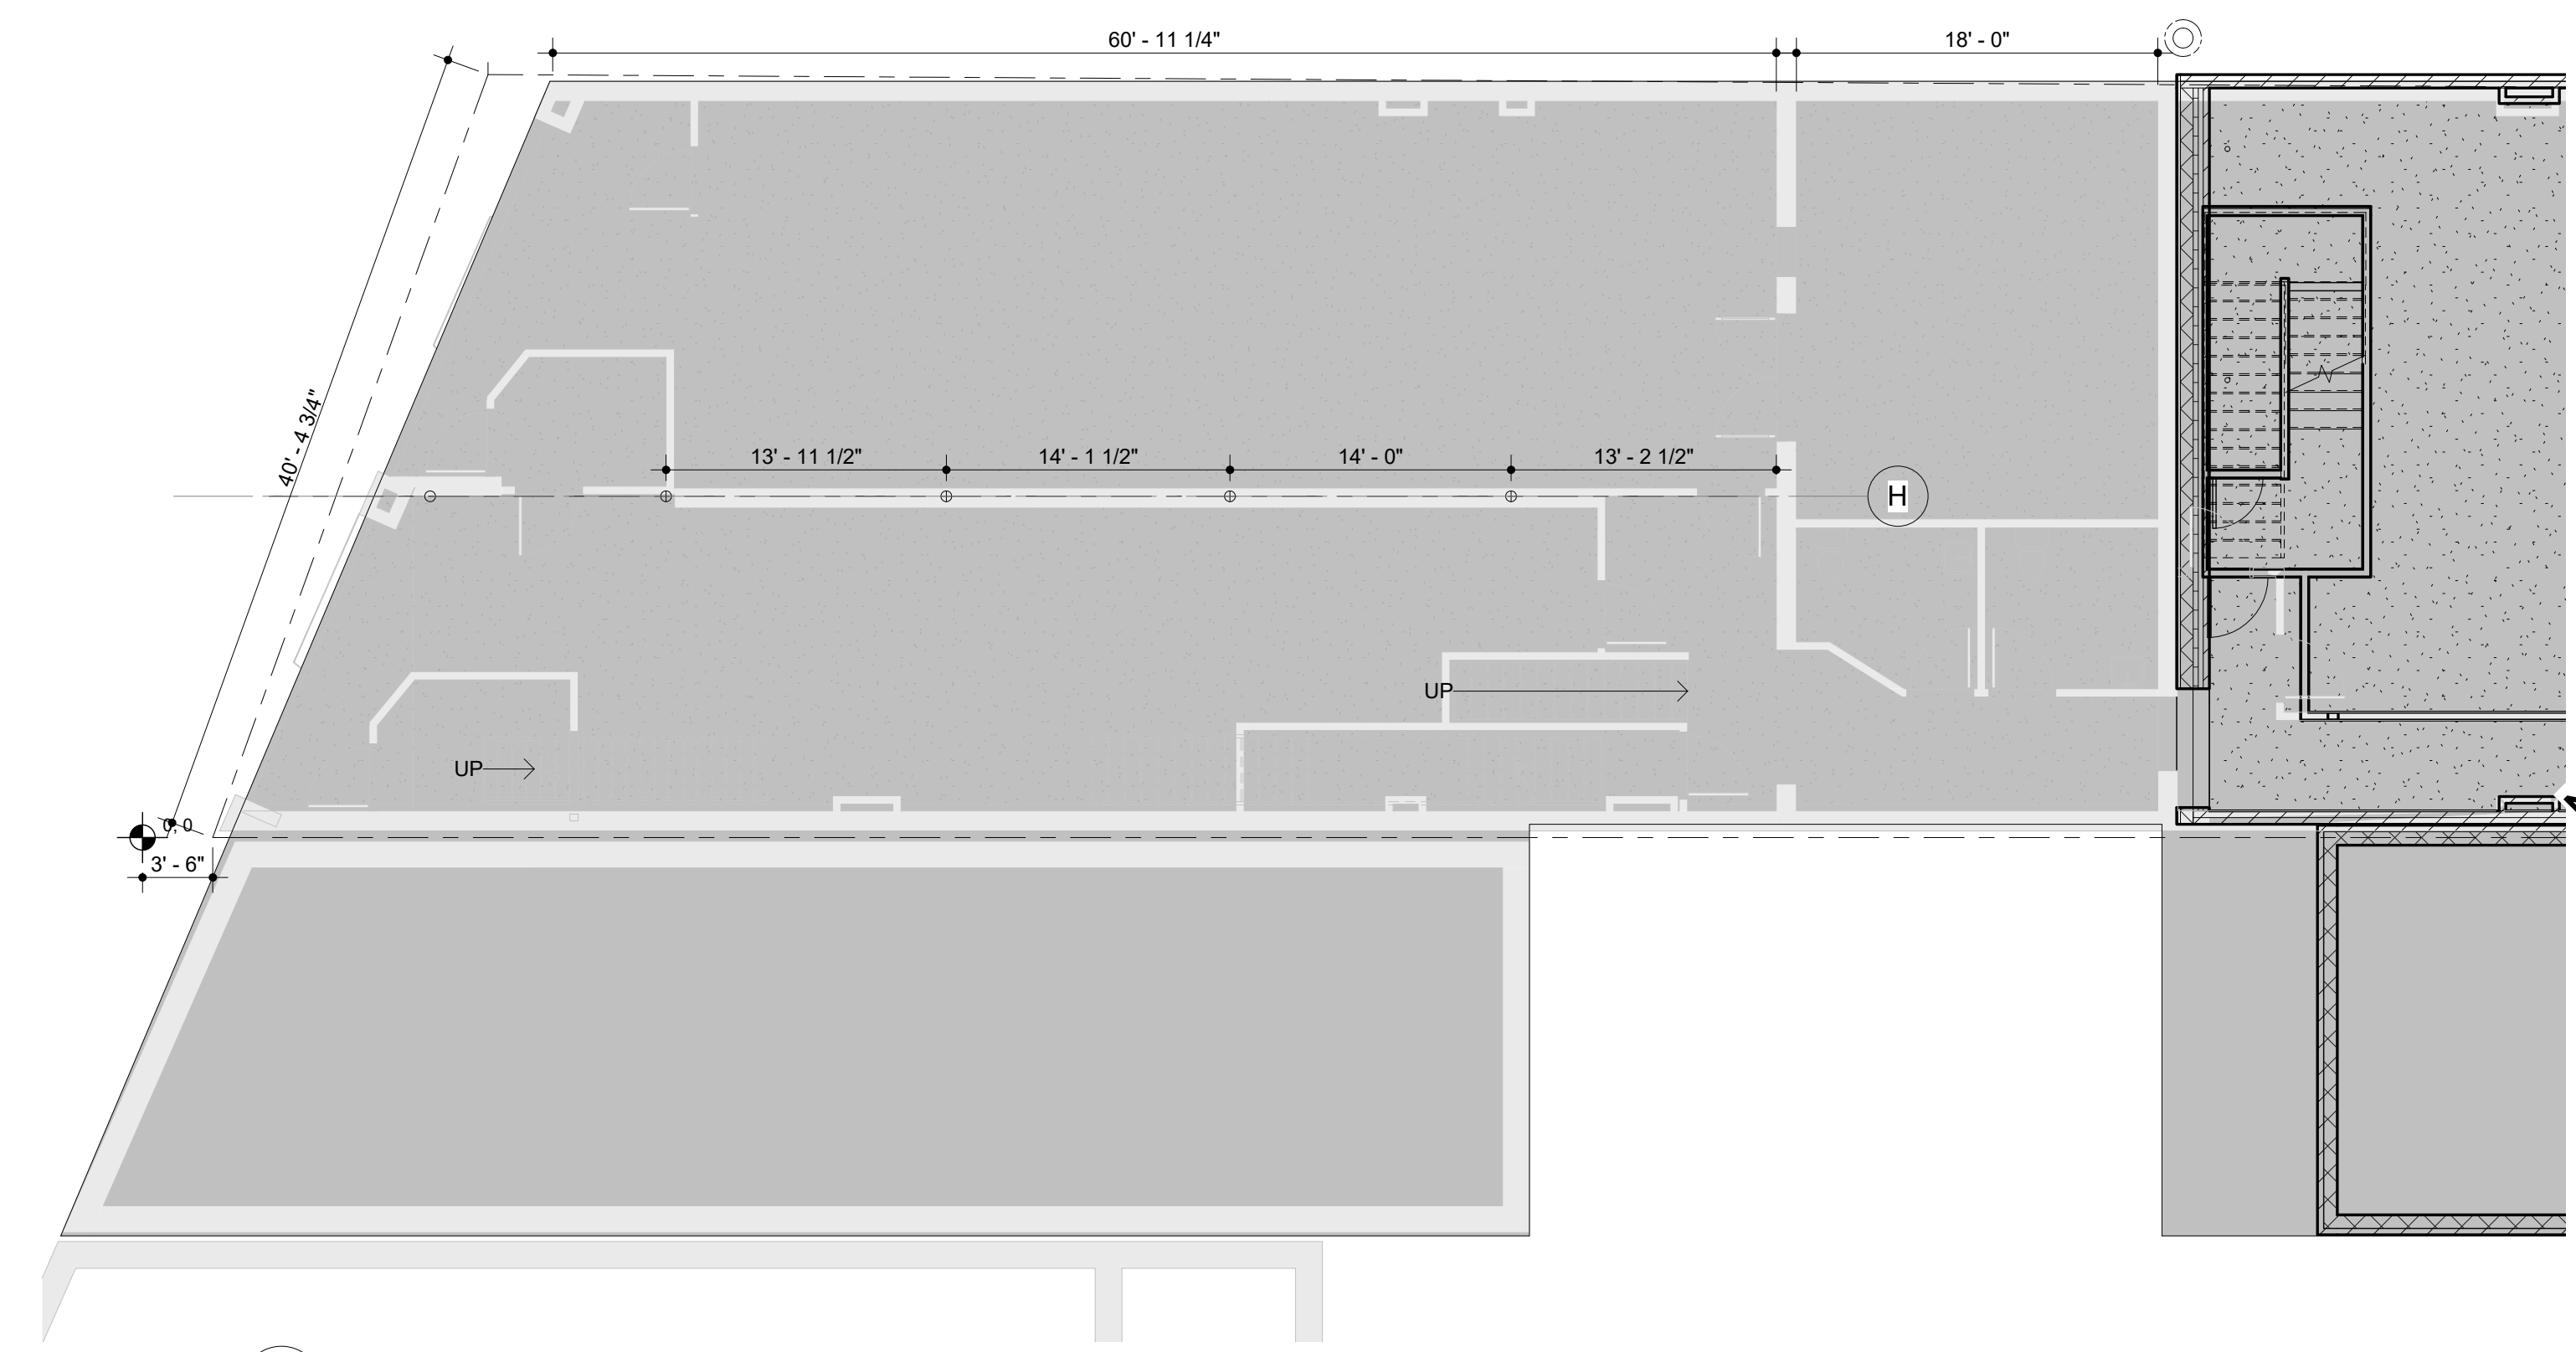 60' - 11 1/4"
18' - 0"
40' - 4 3/4"
13' - 11 1/2"
14' - 1 1/2"
14' - 0"
13' - 2 1/2"
H
UP
UP
0, 0
3' - 6"